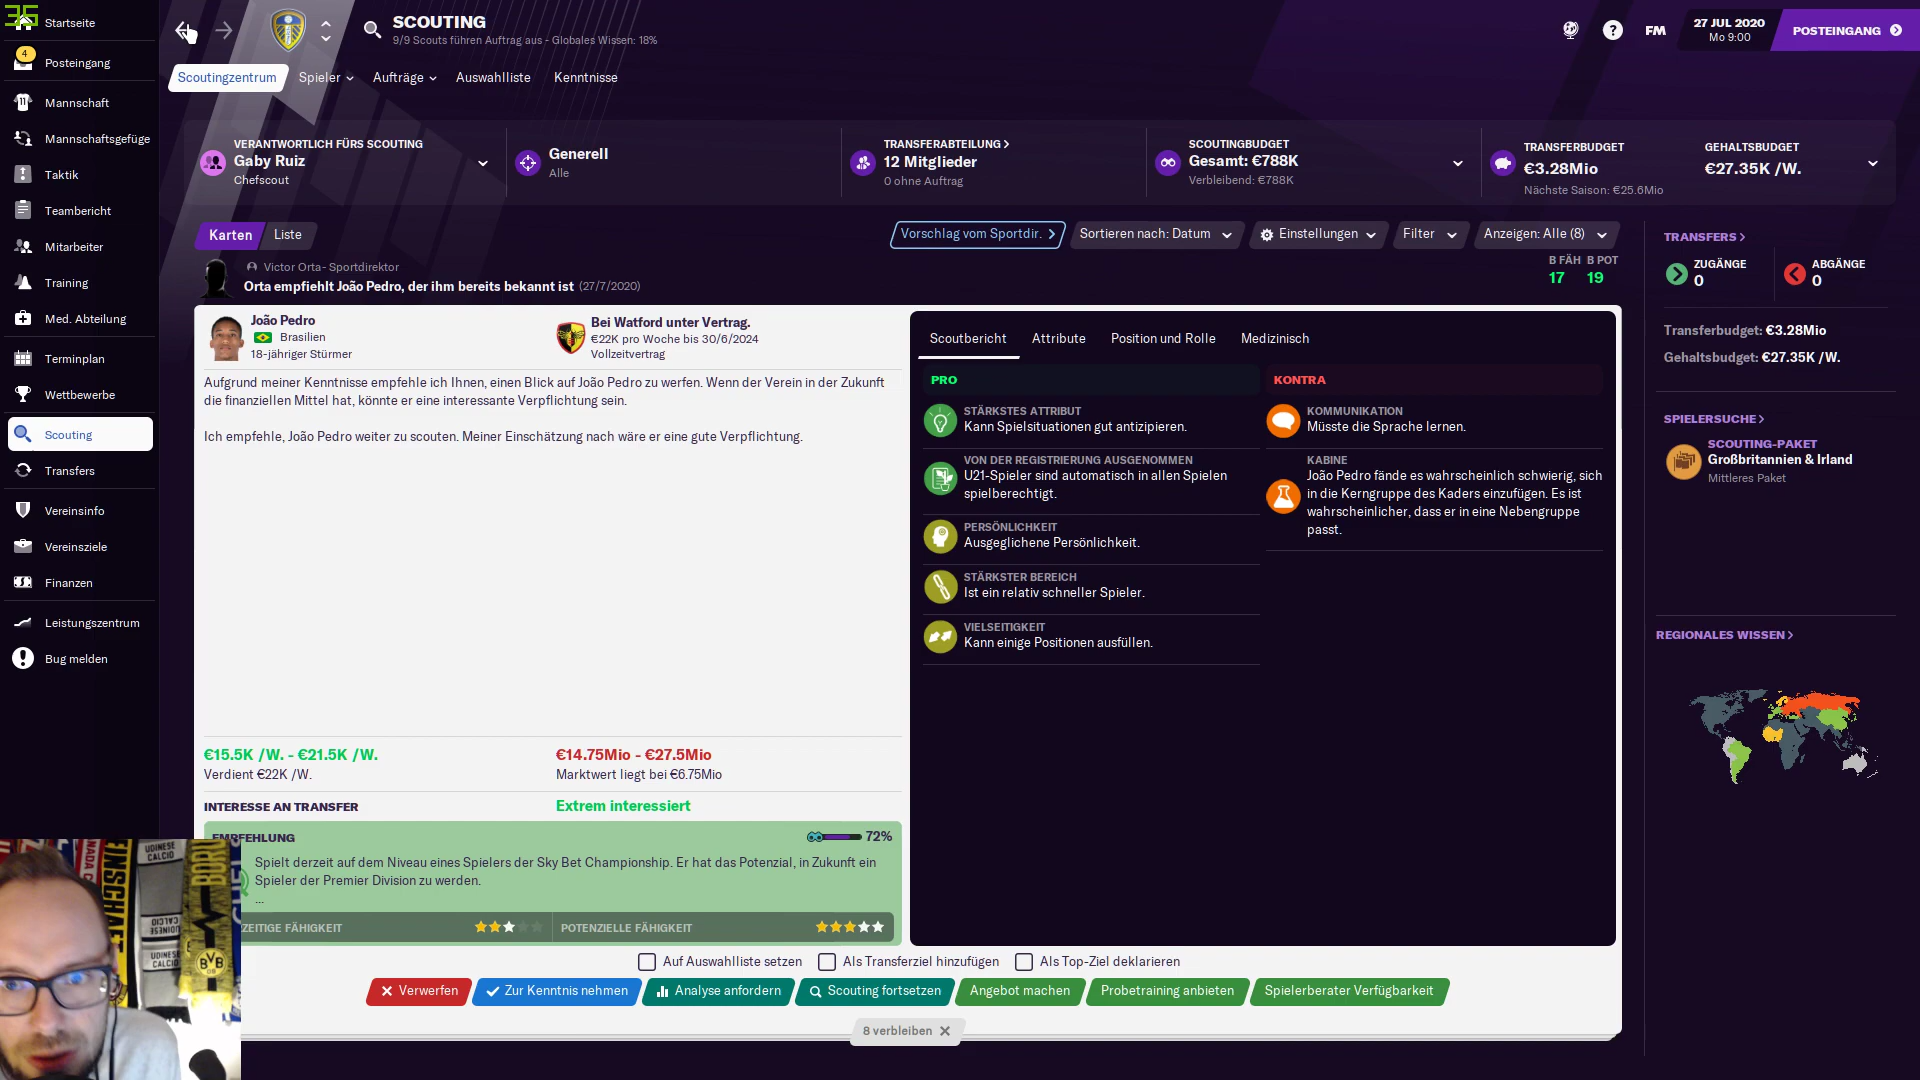 36
Startseite
4
Posteingang
Mannschaft
Mannschaftsgefüge
Taktik
Teambericht
Mitarbeiter
Training
Med. Abteilung
Terminplan
Wettbewerbe
Scouting
Transfers
Vereinsinfo
Vereinsziele
Finanzen
Leistungszentrum
Bug melden
SCOUTING
9/9 Scouts führen Auftrag aus - Globales Wissen: 18%
? FM
27 JUL 2020
Mo 9:00
POSTEINGANG
Scoutingzentrum Spieler Aufträge Auswahlliste Kenntnisse
VERANTWORTLICH FÜRS SCOUTING
Gaby Ruiz
Chefscout
Generell
Alle
TRANSFERABTEILUNG
12 Mitglieder
0 ohne Auftrag
SCOUTINGBUDGET
Gesamt: €788K
Verbleibend: €788K
TRANSFERBUDGET
€3.28Mio
Nächste Saison: €25.6Mio
GEHALTSBUDGET
€27.35K /W.
Karten Liste
Vorschlag vom Sportdir. Sortieren nach: Datum Einstellungen Filter Anzeigen: Alle (8)
Victor Orta - Sportdirektor
Orta empfiehlt João Pedro, der ihm bereits bekannt ist (27/7/2020)
B FÄH B POT
17 19
João Pedro
Brasilien
18-jähriger Stürmer
Bei Watford unter Vertrag.
€22K pro Woche bis 30/6/2024
Vollzeitvertrag
Aufgrund meiner Kenntnisse empfehle ich Ihnen, einen Blick auf João Pedro zu werfen. Wenn der Verein in der Zukunft
die finanziellen Mittel hat, könnte er eine interessante Verpflichtung sein.
Ich empfehle, João Pedro weiter zu scouten. Meiner Einschätzung nach wäre er eine gute Verpflichtung.
€15.5K /W. - €21.5K /W.
Verdient €22K /W.
€14.75Mio - €27.5Mio
Marktwert liegt bei €6.75Mio
INTERESSE AN TRANSFER
Extrem interessiert
EMPFEHLUNG
72%
Spielt derzeit auf dem Niveau eines Spielers der Sky Bet Championship. Er hat das Potenzial, in Zukunft ein
Spieler der Premier Division zu werden.
...
ZEITIGE FÄHIGKEIT
POTENZIELLE FÄHIGKEIT
Scoutbericht Attribute Position und Rolle Medizinisch
PRO
STÄRKSTES ATTRIBUT
Kann Spielsituationen gut antizipieren.
VON DER REGISTRIERUNG AUSGENOMMEN
U21-Spieler sind automatisch in allen Spielen
spielberechtigt.
PERSÖNLICHKEIT
Ausgeglichene Persönlichkeit.
STÄRKSTER BEREICH
Ist ein relativ schneller Spieler.
VIELSEITIGKEIT
Kann einige Positionen ausfüllen.
KONTRA
KOMMUNIKATION
Müsste die Sprache lernen.
KABINE
João Pedro fände es wahrscheinlich schwierig, sich
in die Kerngruppe des Kaders einzufügen. Es ist
wahrscheinlicher, dass er in eine Nebengruppe
passt.
Auf Auswahlliste setzen Als Transferziel hinzufügen Als Top-Ziel deklarieren
Verwerfen Zur Kenntnis nehmen Analyse anfordern Scouting fortsetzen Angebot machen Probetraining anbieten Spielerberater Verfügbarkeit
8 verbleiben
TRANSFERS
ZUGÄNGE
0
ABGÄNGE
0
Transferbudget: €3.28Mio
Gehaltsbudget: €27.35K /W.
SPIELERSUCHE
SCOUTING-PAKET
Großbritannien & Irland
Mittleres Paket
REGIONALES WISSEN
UDINESE
CALCIO
UDINESE
CALCIO
UDINESE
CALCIO
BVB
09